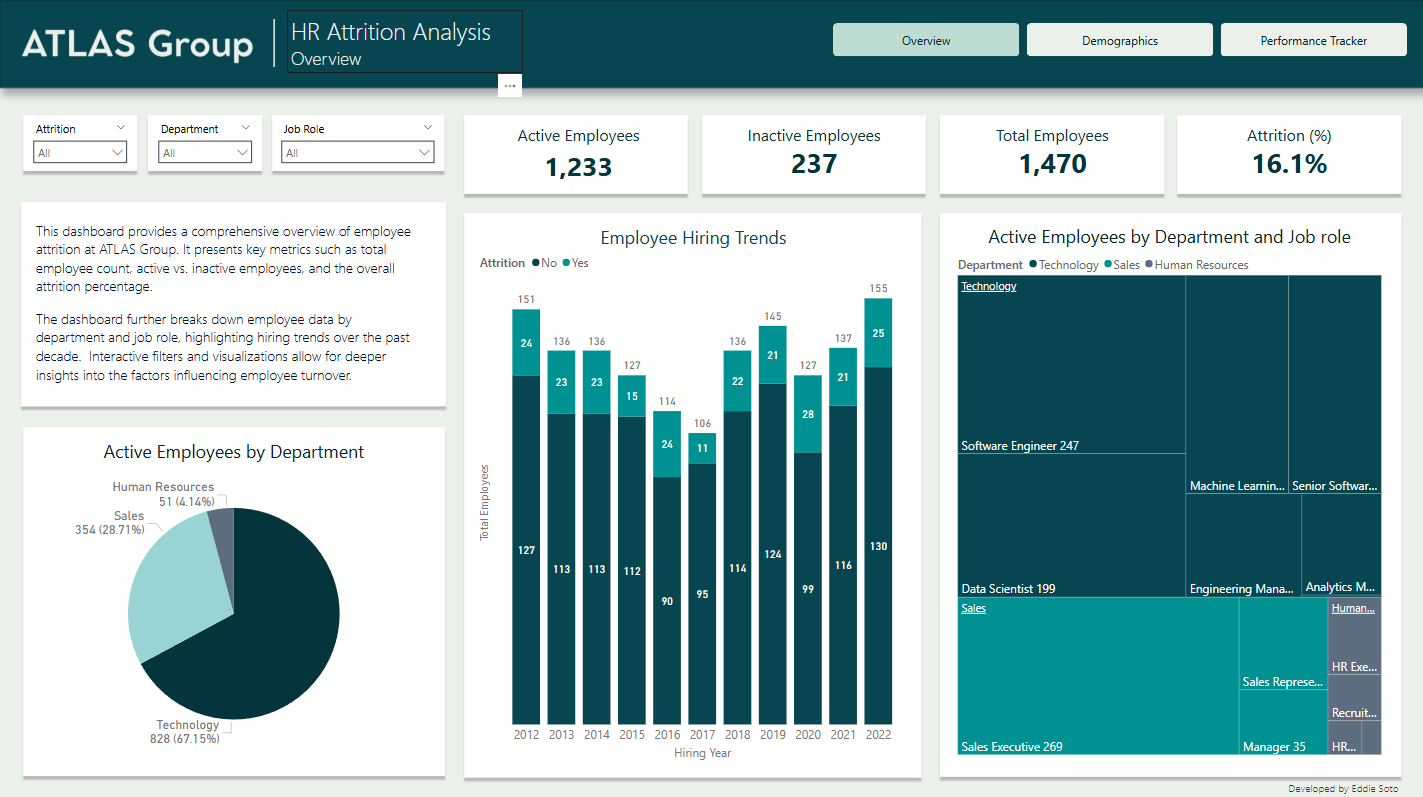 ATLAS Group
HR Attrition Analysis
Overview
Overview
Demographics
Performance Tracker
Attrition
All
Department
All
Job Role
All
Active Employees
1,233
Inactive Employees
237
Total Employees
1,470
Attrition (%)
16.1%
This dashboard provides a comprehensive overview of employee
attrition at ATLAS Group. It presents key metrics such as total
employee count, active vs. inactive employees, and the overall
attrition percentage.
The dashboard further breaks down employee data by
department and job role, highlighting hiring trends over the past
decade.  Interactive filters and visualizations allow for deeper
insights into the factors influencing employee turnover.
Active Employees by Department
Human Resources
51 (4.14%)
Sales
354 (28.71%)
Technology
828 (67.15%)
Employee Hiring Trends
Attrition No Yes
Total Employees
151 136 136 127 114 106 136 145 127 137 155
24 23 23 15 24 11 22 21 28 21 25
127 113 113 112 90 95 114 124 99 116 130
2012 2013 2014 2015 2016 2017 2018 2019 2020 2021 2022
Hiring Year
Active Employees by Department and Job role
Department Technology Sales Human Resources
Technology
Software Engineer 247
Machine Learnin...
Senior Softwar...
Data Scientist 199
Engineering Mana...
Analytics M...
Sales
Sales Executive 269
Sales Represe...
Manager 35
Human...
HR Exe...
Recruit...
HR...
Developed by Eddie Soto